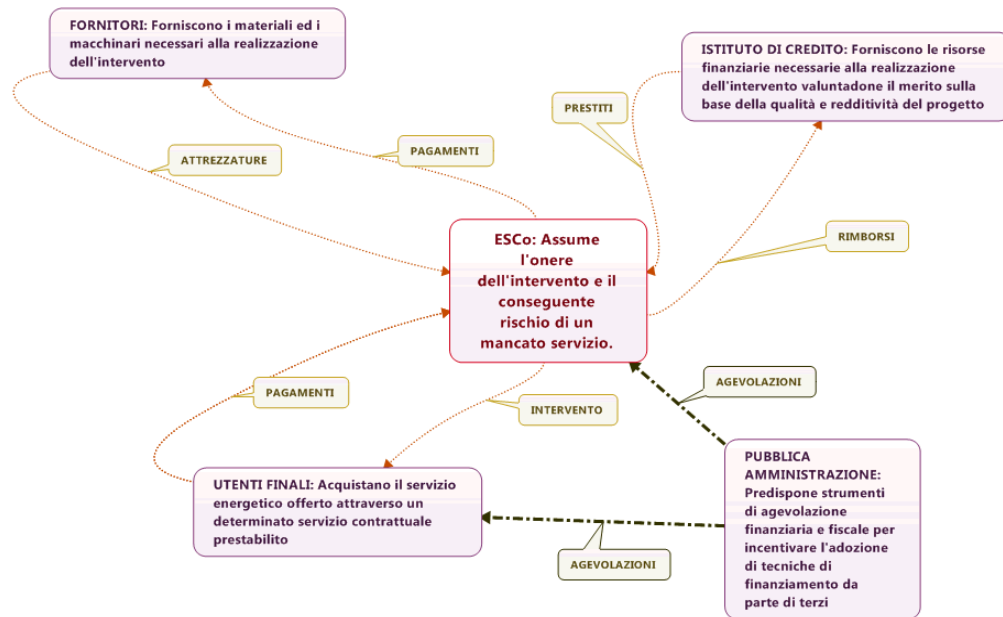 FORNITORI: Forniscono i materiali ed i
macchinari necessari alla realizzazione
dell'intervento
ISTITUTO DI CREDITO: Forniscono le risorse
finanziarie necessarie alla realizzazione
dell'intervento valuntadone il merito sulla
base della qualità e redditività del progetto
PRESTITI
PAGAMENTI
ATTREZZATURE
RIMBORSI
ESCo: Assume
l'onere
dell'intervento e il
conseguente
rischio di un
mancato servizio.
AGEVOLAZIONI
PAGAMENTI
INTERVENTO
UTENTI FINALI: Acquistano il servizio
energetico offerto attraverso un
determinato servizio contrattuale
prestabilito
PUBBLICA
AMMINISTRAZIONE:
Predispone strumenti
di agevolazione
finanziaria e fiscale per
incentivare l'adozione
di tecniche di
finanziamento da
parte di terzi
AGEVOLAZIONI